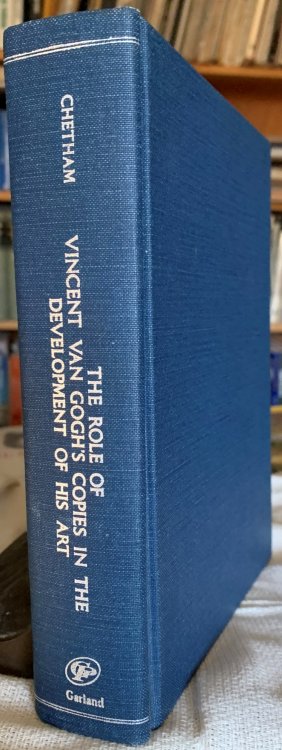 CHETHAM
THE ROLE OF
VINCENT VAN GOGH'S COPIES IN THE
DEVELOPMENT OF HIS ART
Garland